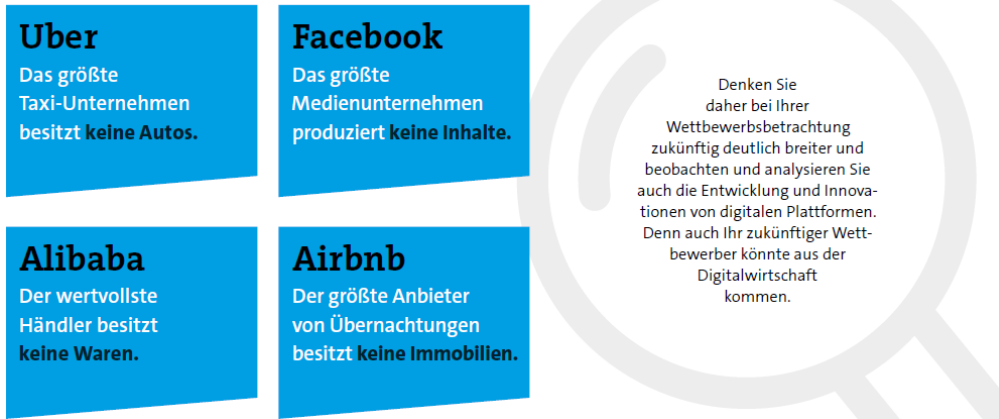 Uber
Das größte
Taxi-Unternehmen
besitzt keine Autos.
Facebook
Das größte
Medienunternehmen
produziert keine Inhalte.
Alibaba
Der wertvollste
Händler besitzt
keine Waren.
Airbnb
Der größte Anbieter
von Übernachtungen
besitzt keine Immobilien.
Denken Sie
daher bei Ihrer
Wettbewerbsbetrachtung
zukünftig deutlich breiter und
beobachten und analysieren Sie
auch die Entwicklung und Innova-
tionen von digitalen Plattformen.
Denn auch Ihr zukünftiger Wett-
bewerber könnte aus der
Digitalwirtschaft
kommen.